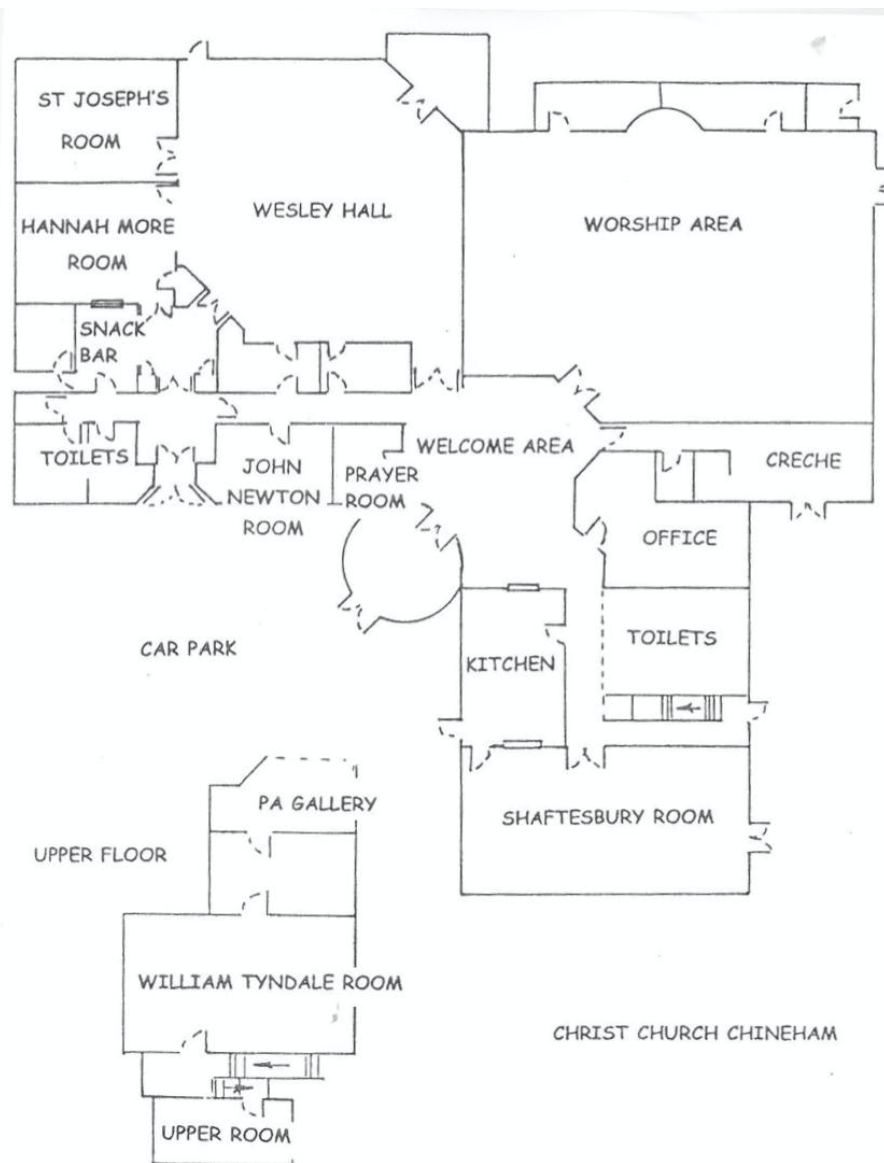 ST JOSEPH'S
ROOM
HANNAH MORE
ROOM
WESLEY HALL
WORSHIP AREA
SNACK
BAR
TOILETS
JOHN
NEWTON
ROOM
PRAYER
ROOM
WELCOME AREA
CRECHE
OFFICE
TOILETS
KITCHEN
CAR PARK
SHAFTESBURY ROOM
PA GALLERY
UPPER FLOOR
WILLIAM TYNDALE ROOM
UPPER ROOM
CHRIST CHURCH CHINEHAM